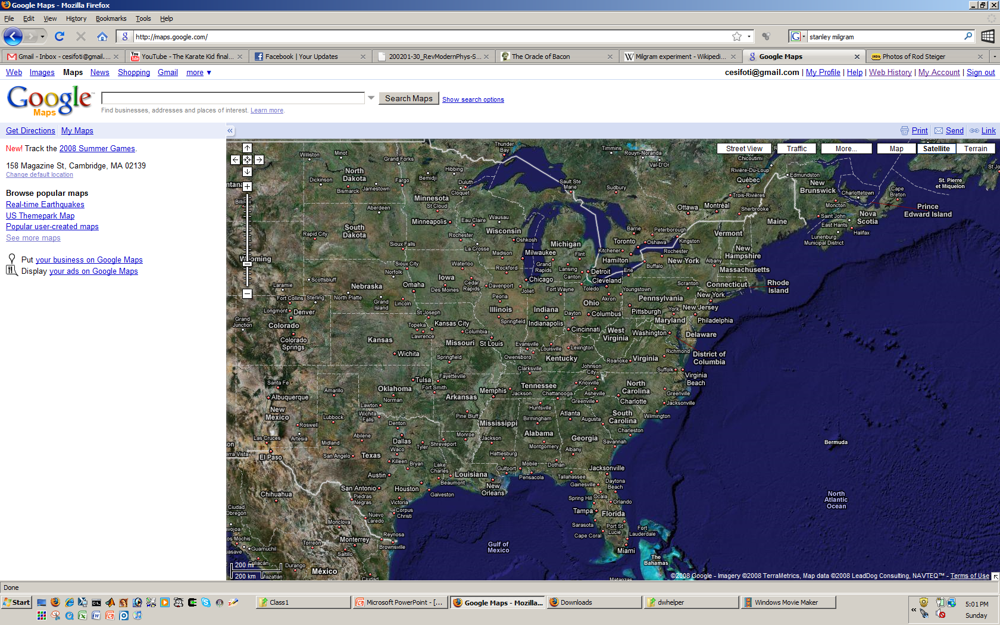 Google Maps - Mozilla Firefox
File Edit View History Bookmarks Tools Help
http://maps.google.com/
stanley milgram
Gmail - Inbox - cesifoti@gmail....
YouTube - The Karate Kid final...
Facebook | Your Updates
200201-30_RevModernPhys-S...
The Oracle of Bacon
Milgram experiment - Wikipedi...
Google Maps
Photos of Rod Steiger
Web Images Maps News Shopping Gmail more ▼
cesifoti@gmail.com | My Profile | Help | Web History | My Account | Sign out
Google Maps
Search Maps
Show search options
Find businesses, addresses and places of interest. Learn more.
Get Directions My Maps
«
Print Send Link
New! Track the 2008 Summer Games.
158 Magazine St, Cambridge, MA 02139
Change default location
Browse popular maps
Real-time Earthquakes
US Themepark Map
Popular user-created maps
See more maps
Put your business on Google Maps
Display your ads on Google Maps
Street View Traffic More... Map Satellite Terrain
Thunder Bay
Timmins
Rouyn-Noranda
Val-D'Or
Chicoutimi
Rivière-Du-Loup
Edmundston
Québec
New Brunswick
Charlottetown
Cape Breton
St. Pierre et Miquelon
Prince Edward Island
Williston
Minot
Grand Forks
North Dakota
Dickinson
Bismarck
Jamestown
Fargo
Bemidji
Hibbing
Duluth
Cloquet
Sault Ste Marie
Sudbury
Trois-Rivières
Ottawa
Montréal
Sherbrooke
Moncton
Saint John
Nova Scotia
East Hants
Halifax
Lunenburg Municipal District
Maine
Minnesota
St Cloud
Minneapolis
Aberdeen
Eau Claire
Wausau
Wisconsin
South Dakota
Rapid City
Rochester
La Crosse
Oshkosh
Michigan
Barrie
Peterborough
Toronto
Oshawa
Kingston
Vermont
New Hampshire
Sioux Falls
Madison
Milwaukee
Grand Rapids
Flint
Kitchener
Hamilton
Rochester
Buffalo
New York
Albany
Massachusetts
Wyoming
Sioux City
Norfolk
Waterloo
Rockford
Lansing
Canton
Detroit
Erie
Cleveland
Scranton
Connecticut
Rhode Island
Scottsbluff
Nebraska
Omaha
Iowa
Des Moines
Cedar Rapids
Davenport
Chicago
Joliet
Fort Wayne
Toledo
Akron
Youngstown
Pennsylvania
New York
Laramie
Fort Collins
Sterling
North Platte
Grand Island
Lincoln
Peoria
Illinois
Indiana
Ohio
Dayton
Columbus
Pittsburgh
York
New Jersey
Maryland
Philadelphia
Longmont
Denver
St Joseph
Springfield
Indianapolis
Grand Junction
Colorado
Colorado Springs
Kansas
Topeka
Lawrence
Kansas City
Columbia
Missouri
St Louis
Cincinnati
West Virginia
Washington
Delaware
Wichita
Springfield
Evansville
Louisville
Lexington
Owensboro
Kentucky
Roanoke
Virginia
Richmond
District of Columbia
Suffolk
Virginia Beach
Santa Fe
Albuquerque
Amarillo
Tulsa
Fayetteville
Clarksville
Johnson City
Oklahoma
Norman
Fort Smith
Arkansas
Memphis
Jackson
Tennessee
Chattanooga
Knoxville
Asheville
North Carolina
Greenville
Charlotte
Greenville
Jacksonville
New Mexico
Roswell
Lubbock
Lawton
Wichita Falls
Pine Bluff
Mississippi
Huntsville
Birmingham
Atlanta
Augusta
South Carolina
Wilmington
Charleston
Las Cruces
Artesia
Denton
Dallas
Abilene
Monroe
Jackson
Alabama
Montgomery
Georgia
Albany
Savannah
El Paso
Midland
San Angelo
Texas
Waco
Tyler
Shreveport
Killeen
Bryan
Hattiesburg
Mobile
Dothan
Jacksonville
Bermuda
Austin
Lake Charles
Louisiana
Gulfport
Pensacola
Tallahassee
Daytona Beach
Gainesville
Chihuahua
San Antonio
Houston
Beaumont
Galveston
New Orleans
Spring Hill
Ocala
Orlando
Piedras Negras
Victoria
Corpus Christi
Tampa
Florida
North Atlantic Ocean
Ciudad Obregón
Nuevo Laredo
Monclova
Sarasota
Port St Lucie
Cape Coral
Fort Lauderdale
Guamuchil
Torreón
Monterrey
Saltillo
Reynosa
Brownsville
Gulf of Mexico
Miami
The Bahamas
Culiacán
Durango
México
Mazatlán
Ciudad
Matanzas
200 mi
200 km
©2008 Google - Imagery ©2008 TerraMetrics, Map data ©2008 LeadDog Consulting, NAVTEQ™ - Terms of Use
Done
Start
Class1
Microsoft PowerPoint - [...
Google Maps - Mozilla...
Downloads
dwhelper
Windows Movie Maker
5:01 PM
Sunday